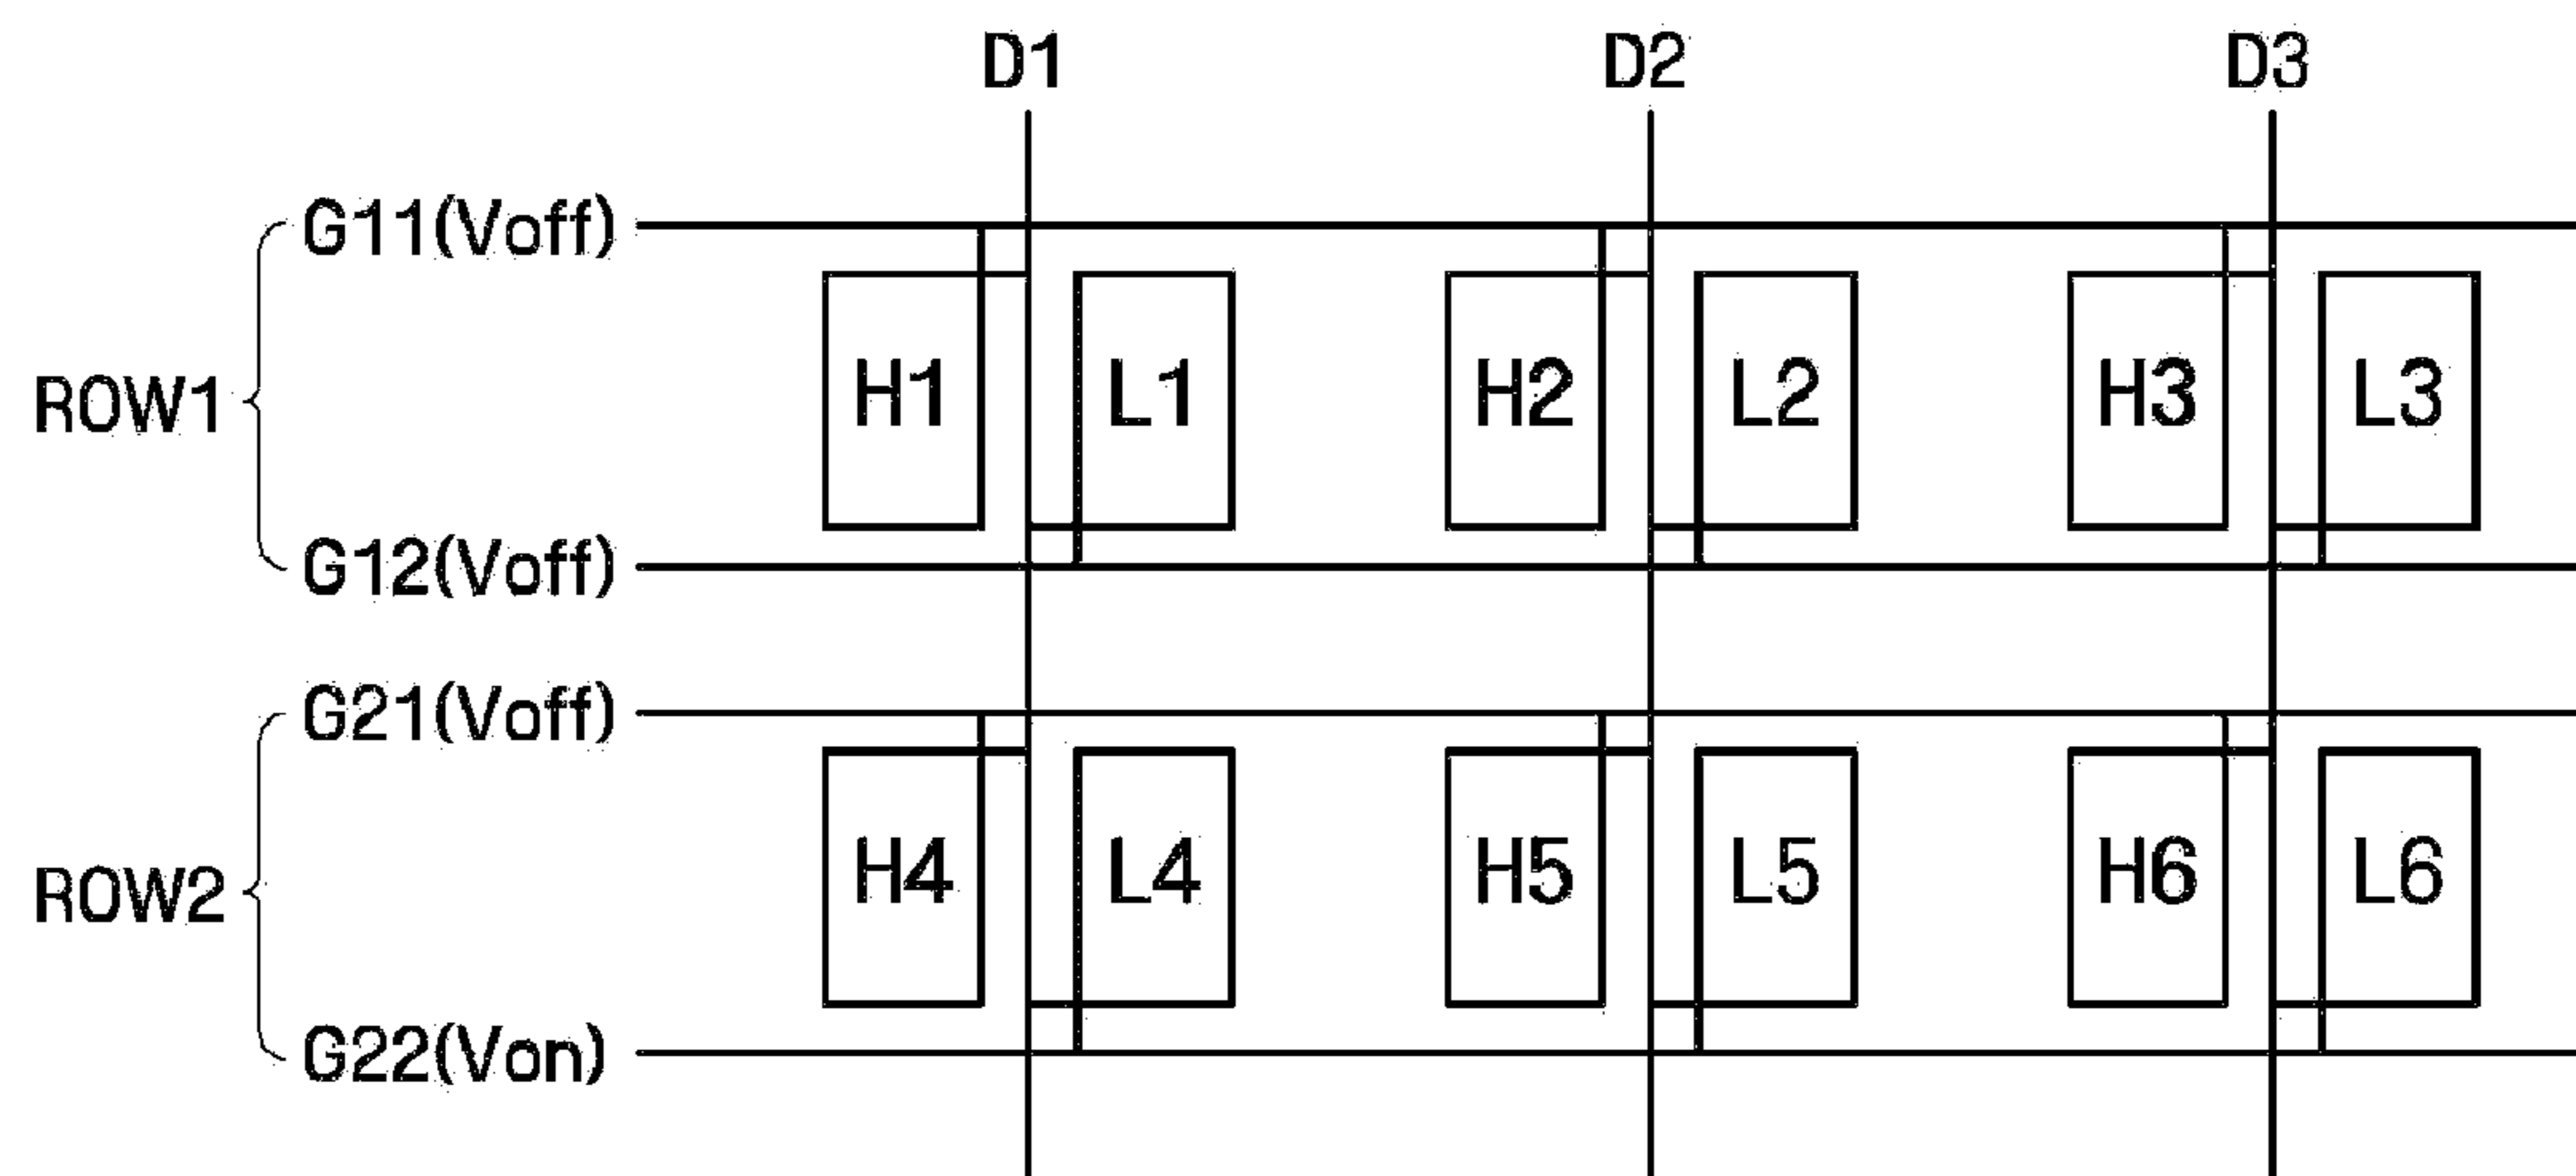 D1 D2 D3
G11(Voff)
H1 L1 H2 L2 H3 L3
ROW1
G12(Voff)
G21(Voff)
H4 L4 H5 L5 H6 L6
ROW2
G22(Von)